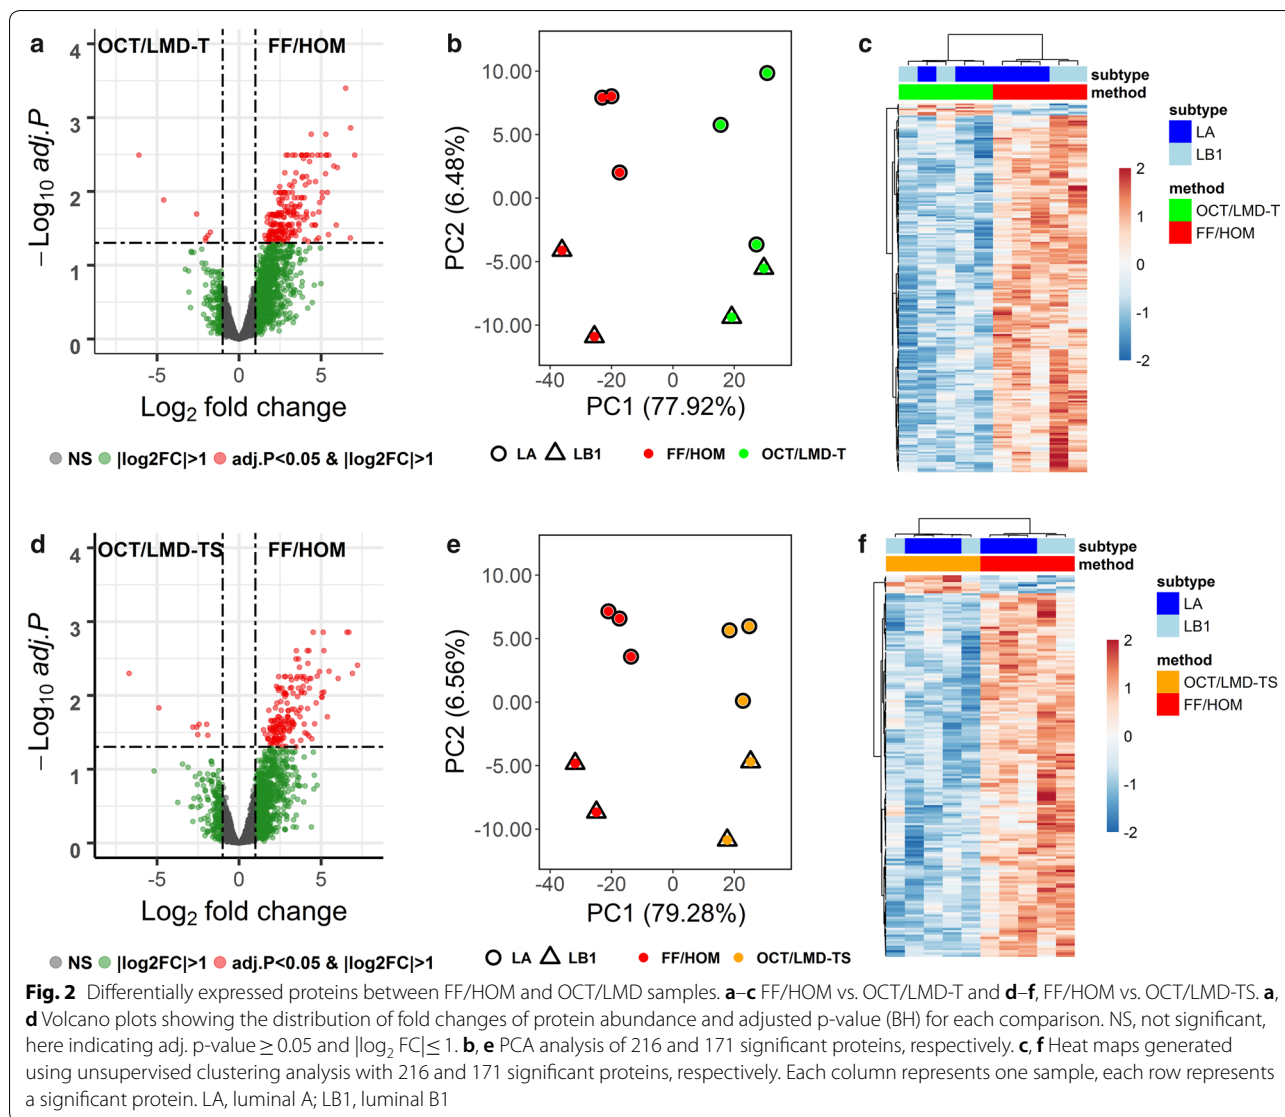 a
OCT/LMD-T
FF/HOM
4
3
2
1
0
−Log10 adj.P
-5
0
5
Log2 fold change
NS |log2FC|>1 adj.P<0.05 & |log2FC|>1
b
10.00
5.00
0.00
-5.00
-10.00
PC2 (6.48%)
-40
-20
0
20
PC1 (77.92%)
LA LB1 FF/HOM OCT/LMD-T
c
subtype
method
subtype
LA
LB1
method
OCT/LMD-T
FF/HOM
2
1
0
-1
-2
d
OCT/LMD-TS
FF/HOM
4
3
2
1
0
−Log10 adj.P
-5
0
5
Log2 fold change
NS |log2FC|>1 adj.P<0.05 & |log2FC|>1
e
10.00
5.00
0.00
-5.00
-10.00
PC2 (6.56%)
-40
-20
0
20
PC1 (79.28%)
LA LB1 FF/HOM OCT/LMD-TS
f
subtype
method
subtype
LA
LB1
method
OCT/LMD-TS
FF/HOM
2
1
0
-1
-2
Fig. 2 Differentially expressed proteins between FF/HOM and OCT/LMD samples. a–c FF/HOM vs. OCT/LMD-T and d–f, FF/HOM vs. OCT/LMD-TS. a,
d Volcano plots showing the distribution of fold changes of protein abundance and adjusted p-value (BH) for each comparison. NS, not significant,
here indicating adj. p-value ≥ 0.05 and |log2 FC| ≤ 1. b, e PCA analysis of 216 and 171 significant proteins, respectively. c, f Heat maps generated
using unsupervised clustering analysis with 216 and 171 significant proteins, respectively. Each column represents one sample, each row represents
a significant protein. LA, luminal A; LB1, luminal B1